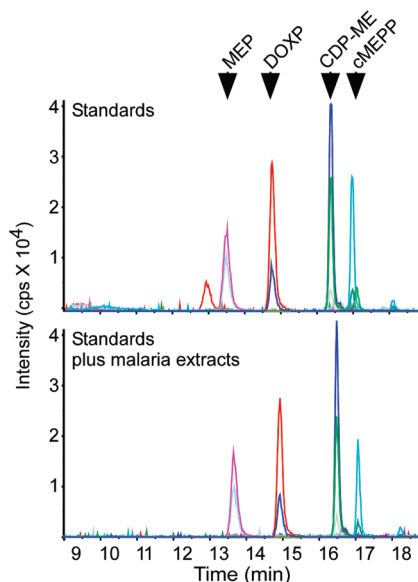 MEP
DOXP
CDP-ME
cMEPP
4
Standards
3
2
1
Intensity (cps X 10⁴)
4
Standards
plus malaria extracts
3
2
1
9 10 11 12 13 14 15 16 17 18
Time (min)